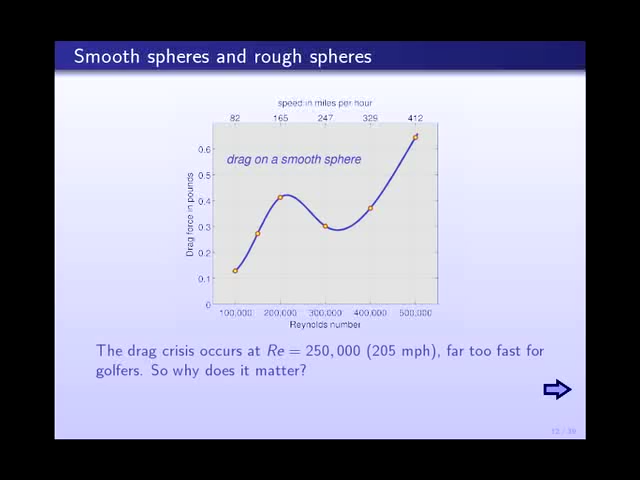 Smooth spheres and rough spheres
speed in miles per hour
82 165 247 329 412
drag on a smooth sphere
Drag force in pounds
0.6
0.5
0.4
0.3
0.2
0.1
0
100,000 200,000 300,000 400,000 500,000
Reynolds number
The drag crisis occurs at Re = 250, 000 (205 mph), far too fast for
golfers. So why does it matter?
12 / 39